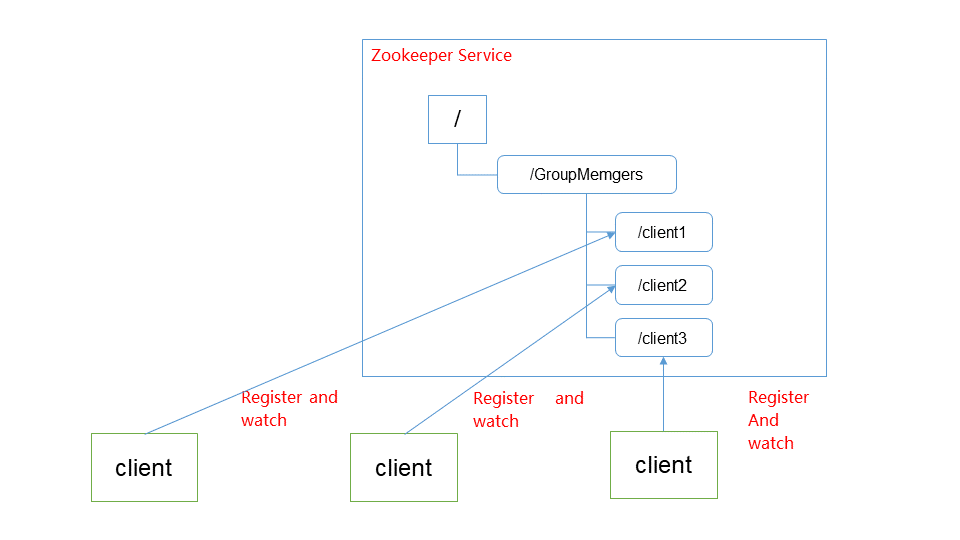 Zookeeper Service
/
/GroupMemgers
/client1
/client2
/client3
Register and
watch
Register and
watch
Register
And
watch
client
client
client